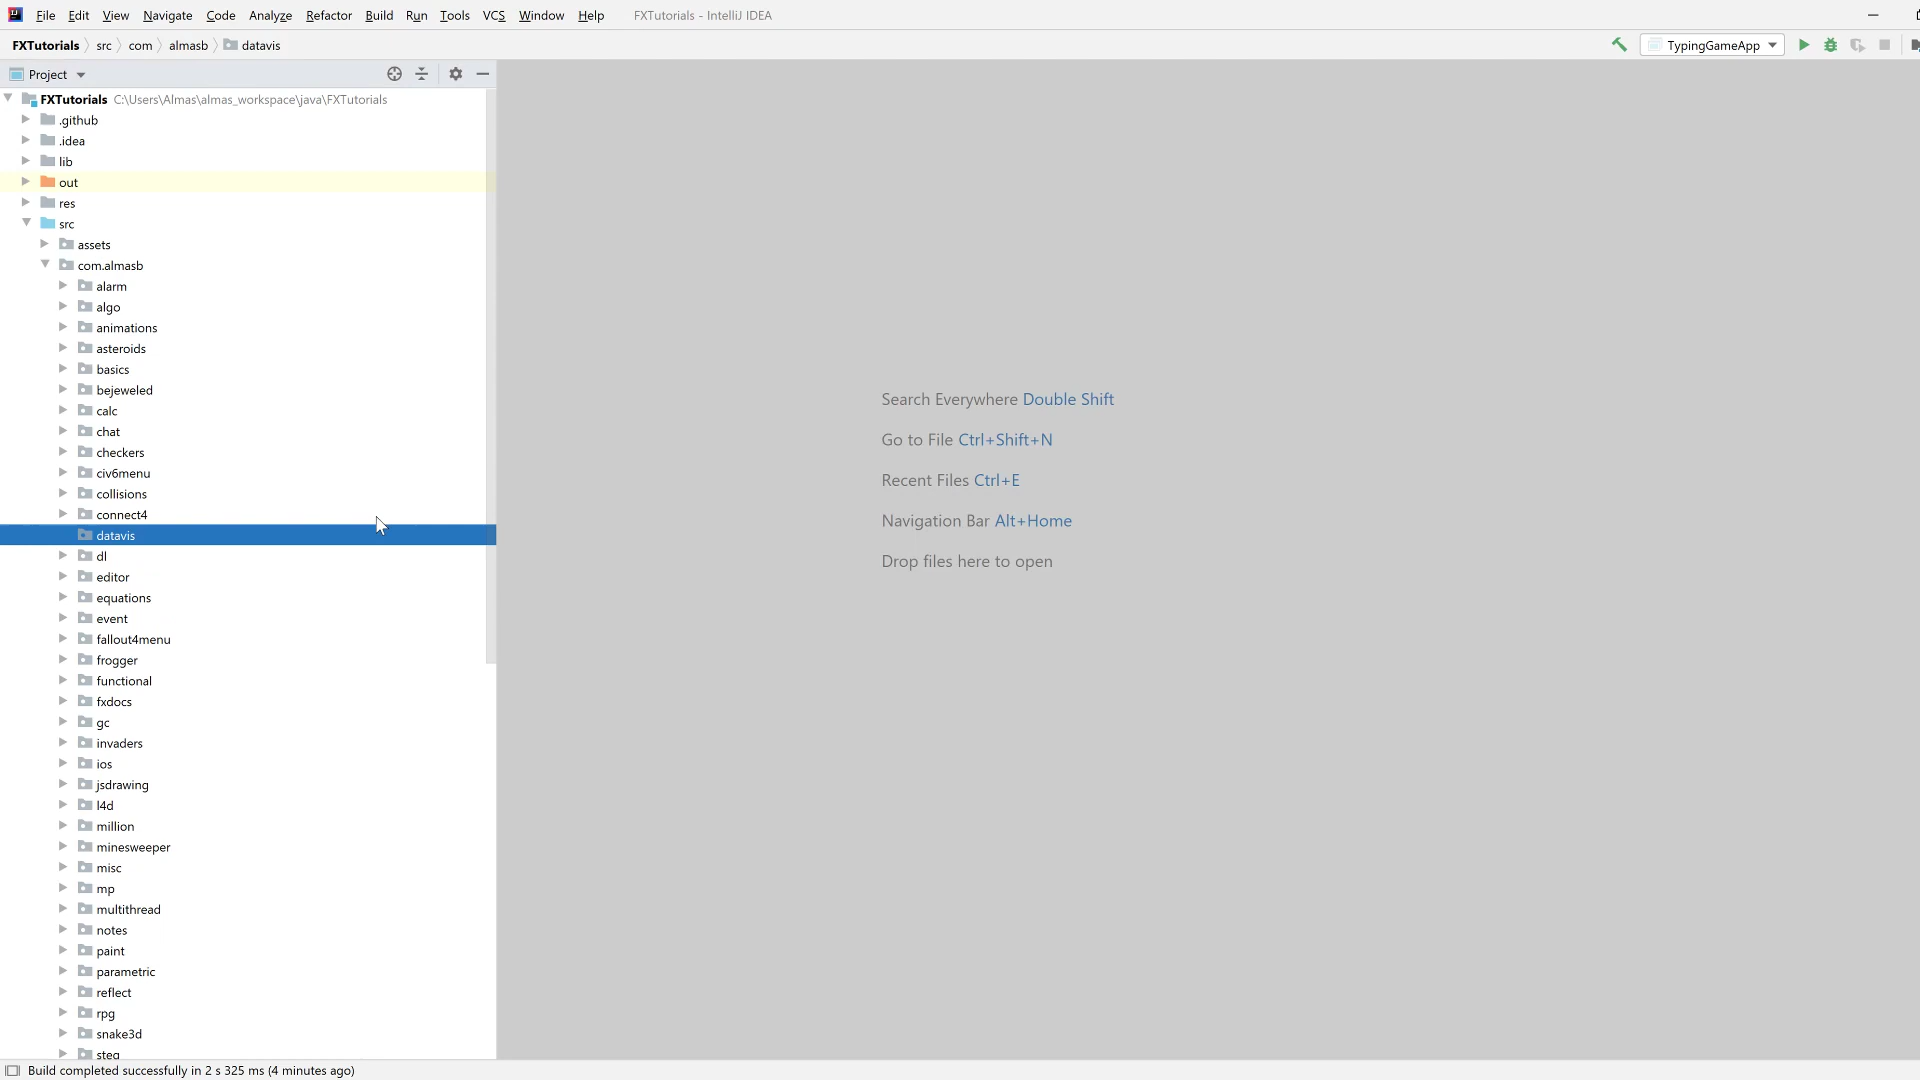 File Edit View Navigate Code Analyze Refactor Build Run Tools VCS Window Help FXTutorials - IntelliJ IDEA
FXTutorials src com almasb datavis TypingGameApp
Project
FXTutorials C:\Users\Almas\almas_workspace\java\FXTutorials
.github
.idea
lib
out
res
src
assets
com.almasb
alarm
algo
animations
asteroids
basics
bejeweled
calc
chat
checkers
civ6menu
collisions
connect4
datavis
dl
editor
equations
event
fallout4menu
frogger
functional
fxdocs
gc
invaders
ios
jsdrawing
l4d
million
minesweeper
misc
mp
multithread
notes
paint
parametric
reflect
rpg
snake3d
steg
Search Everywhere Double Shift
Go to File Ctrl+Shift+N
Recent Files Ctrl+E
Navigation Bar Alt+Home
Drop files here to open
Build completed successfully in 2 s 325 ms (4 minutes ago)